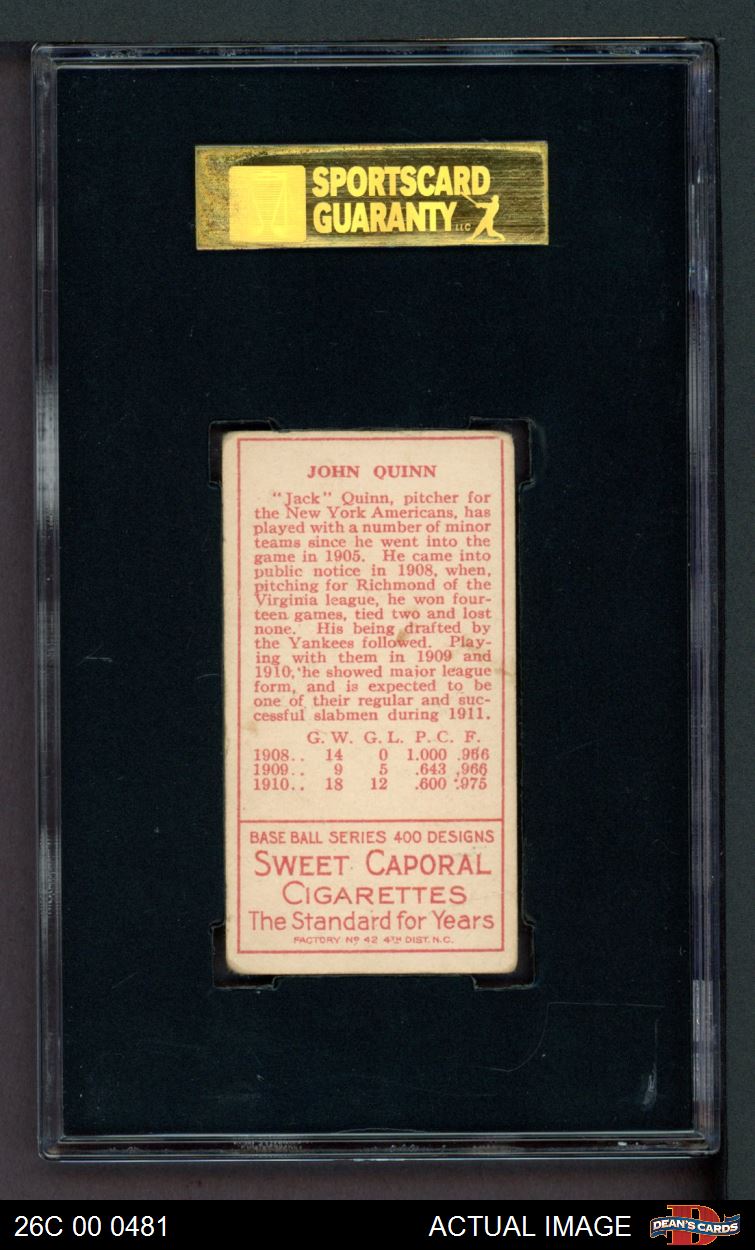 SPORTSCARD
GUARANTY LLC
JOHN QUINN
"Jack" Quinn, pitcher for
the New York Americans, has
played with a number of minor
teams since he went into the
game in 1905. He came into
public notice in 1908, when,
pitching for Richmond of the
Virginia league, he won four-
teen games, tied two and lost
none. His being drafted by
the Yankees followed. Play-
ing with them in 1909 and
1910, he showed major league
form, and is expected to be
one of their regular and suc-
cessful slabmen during 1911.
G. W. G. L. P. C. F.
1908.. 14 0 1.000 .966
1909.. 9 5 .643 .966
1910.. 18 12 .600 .975
BASE BALL SERIES 400 DESIGNS
SWEET CAPORAL
CIGARETTES
The Standard for Years
FACTORY No 42 4TH DIST. N.C.
26C 00 0481 ACTUAL IMAGE DEAN'S CARDS